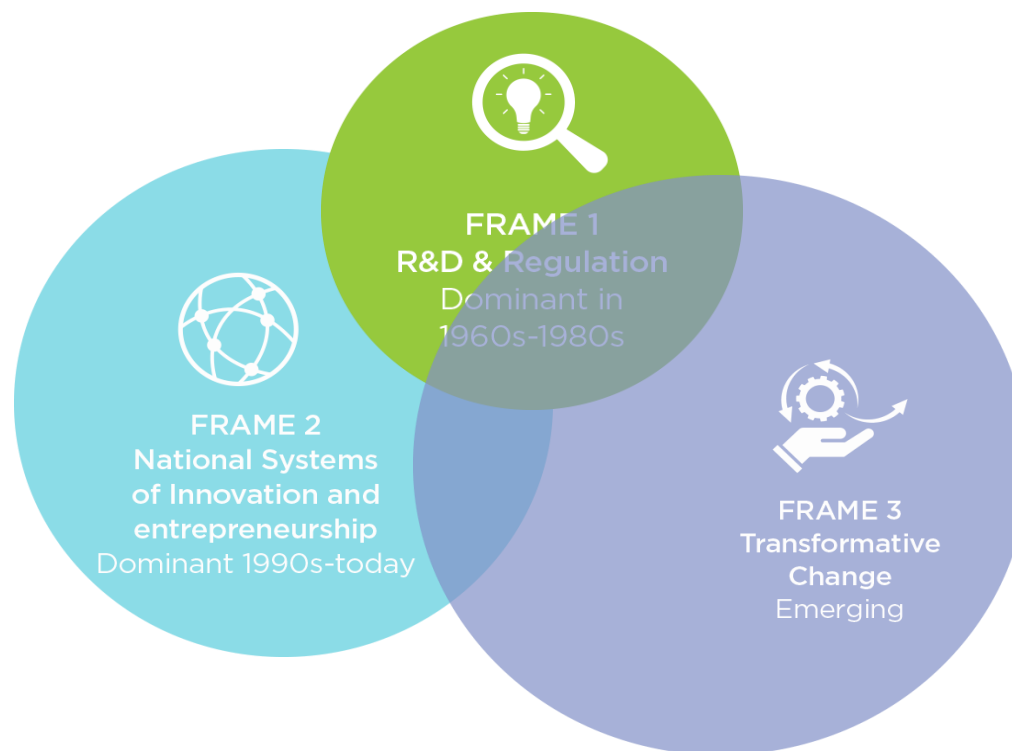 FRAME 1
R&D & Regulation
Dominant in
1960s-1980s
FRAME 2
National Systems
of Innovation and
entrepreneurship
Dominant 1990s-today
FRAME 3
Transformative
Change
Emerging